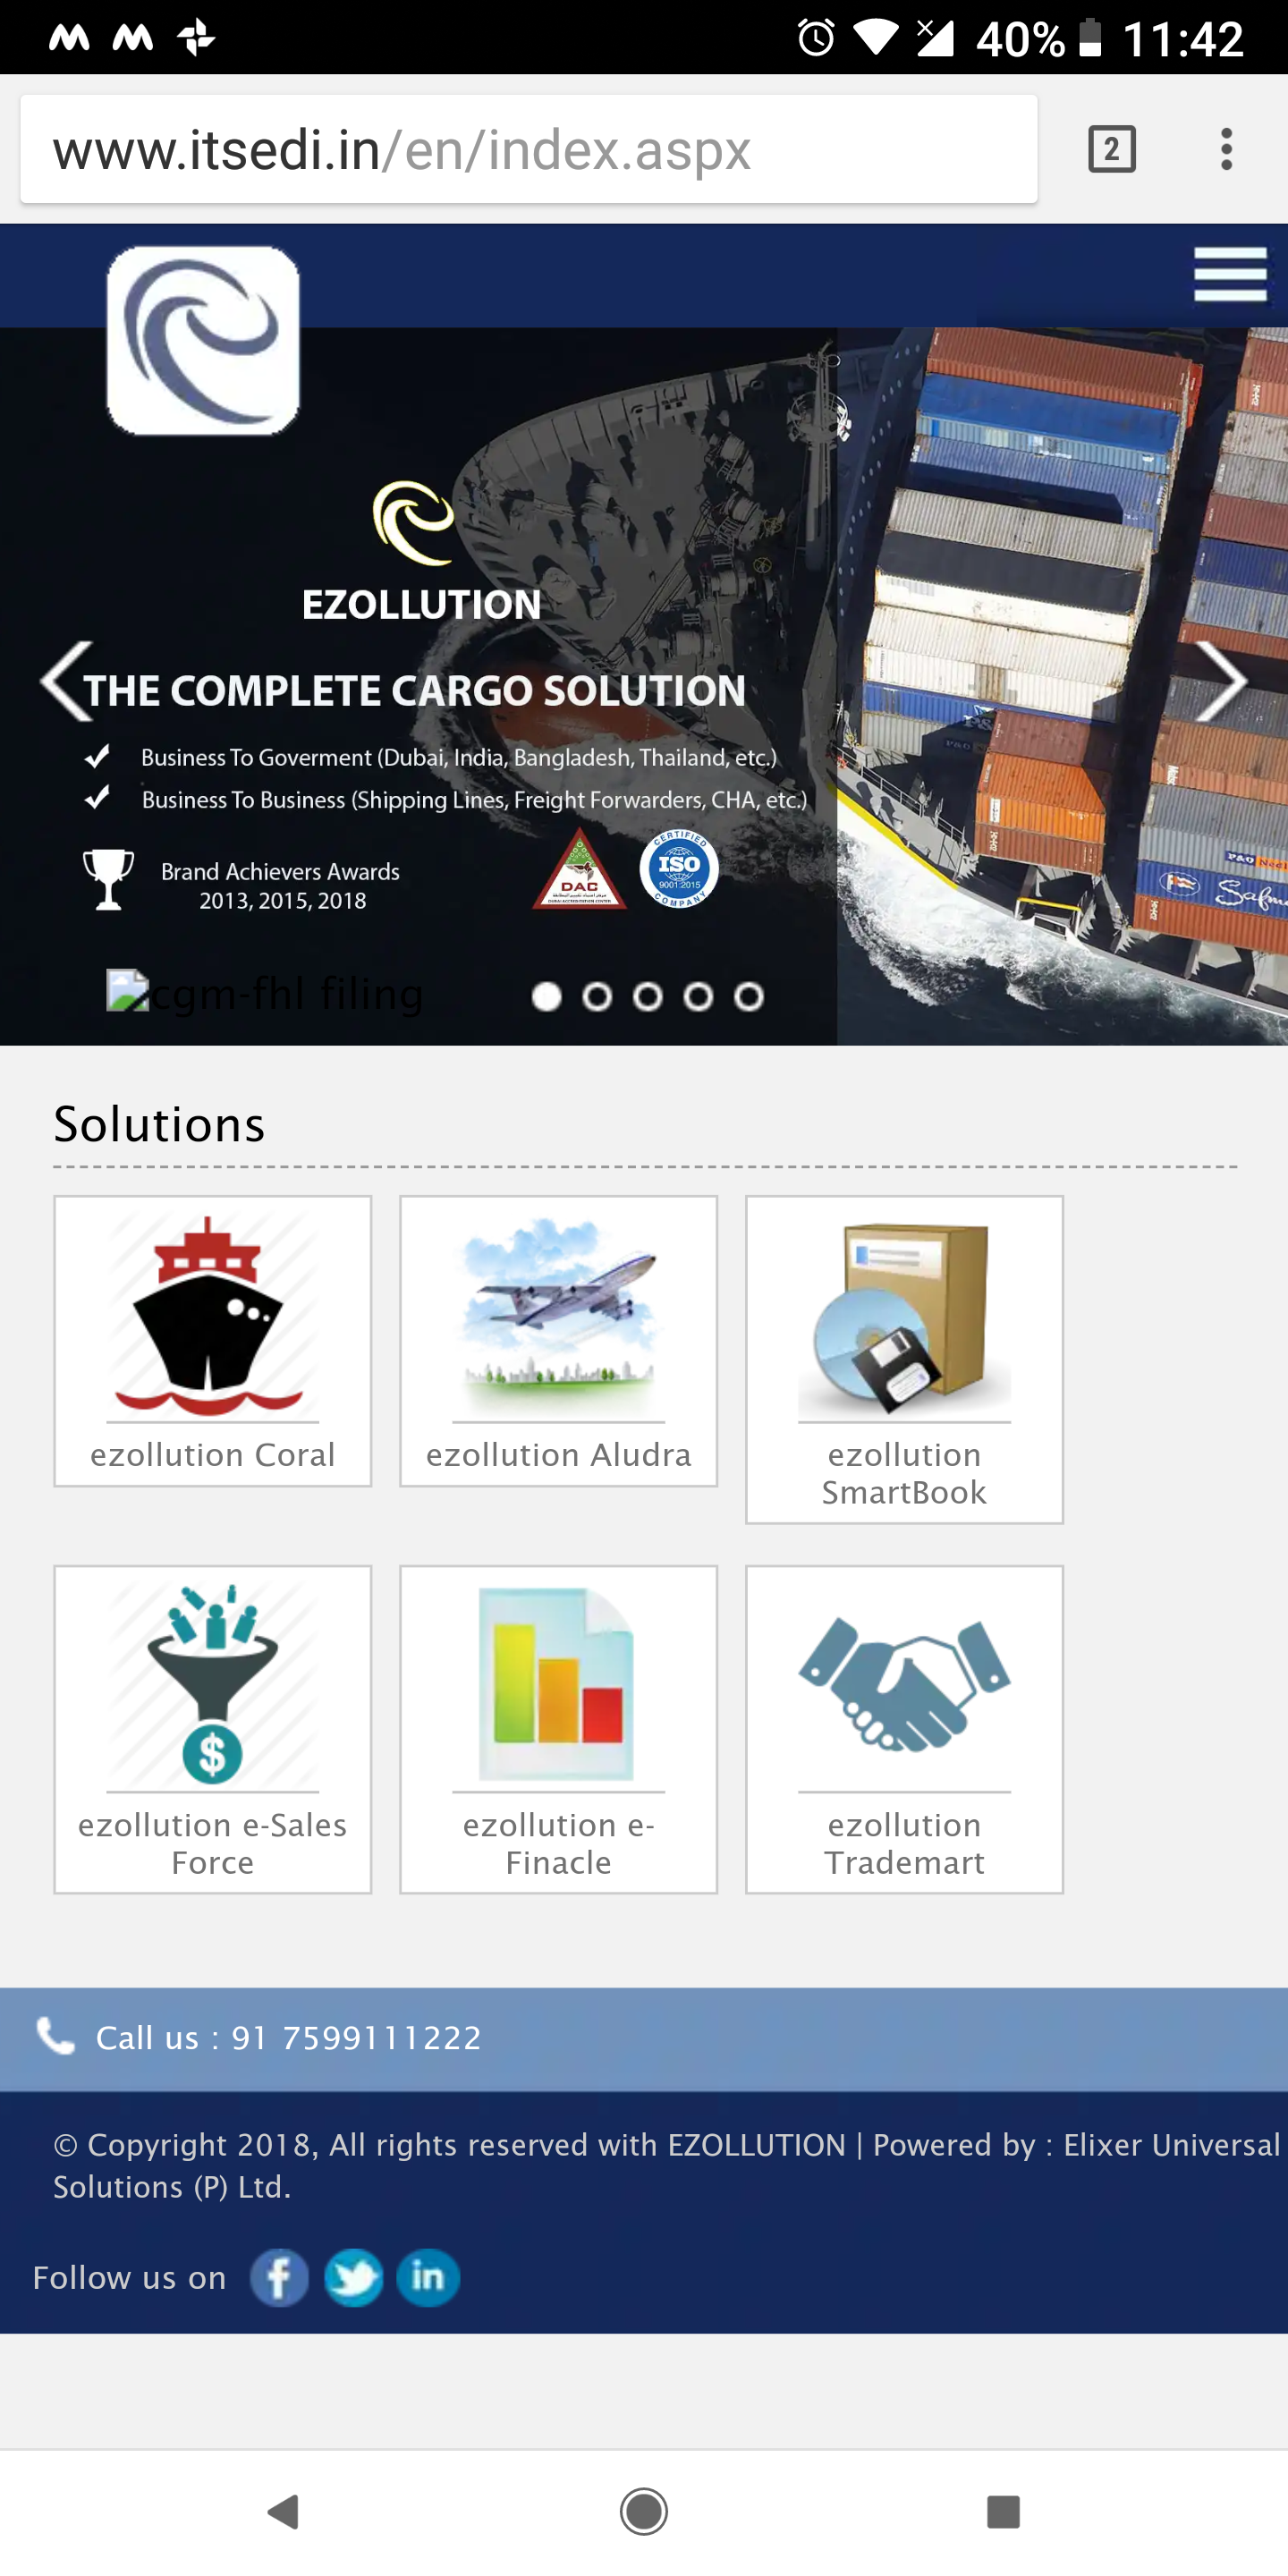 40% 11:42
www.itsedi.in/en/index.aspx
2
EZOLLUTION
THE COMPLETE CARGO SOLUTION
Business To Goverment (Dubai, India, Bangladesh, Thailand, etc.)
Business To Business (Shipping Lines, Freight Forwarders, CHA, etc.)
Brand Achievers Awards
2013, 2015, 2018
DAC
CERTIFIED
ISO
9001:2015
COMPANY
P&O
Safm
cgm-fhl filing
Solutions
ezollution Coral
ezollution Aludra
ezollution
SmartBook
ezollution e-Sales
Force
ezollution e-
Finacle
ezollution
Trademart
Call us : 91 7599111222
© Copyright 2018, All rights reserved with EZOLLUTION | Powered by : Elixer Universal
Solutions (P) Ltd.
Follow us on